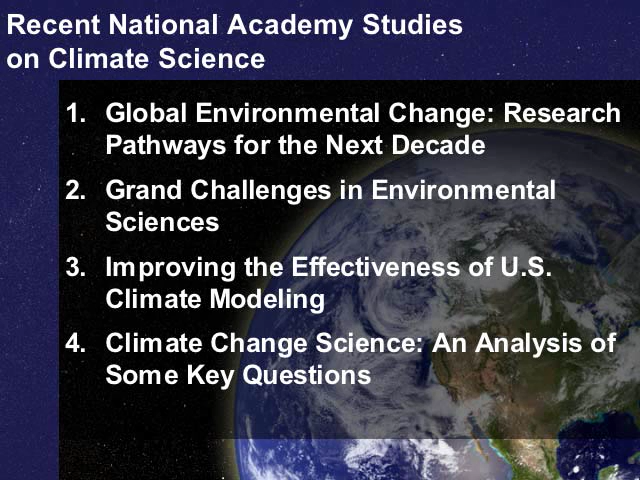 Recent National Academy Studies
on Climate Science
1. Global Environmental Change: Research
Pathways for the Next Decade
2. Grand Challenges in Environmental
Sciences
3. Improving the Effectiveness of U.S.
Climate Modeling
4. Climate Change Science: An Analysis of
Some Key Questions